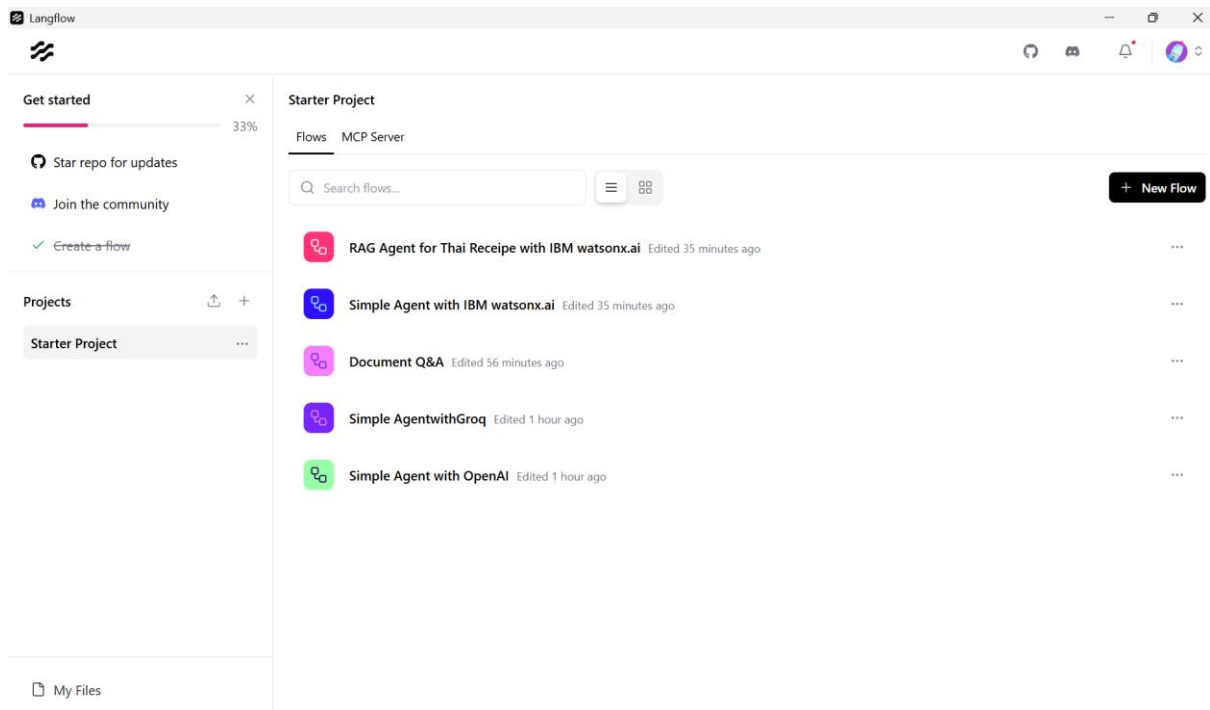 Langflow
Get started
33%
Star repo for updates
Join the community
Create a flow
Projects
Starter Project
My Files
Starter Project
Flows MCP Server
Search flows...
+ New Flow
RAG Agent for Thai Receipe with IBM watsonx.ai Edited 35 minutes ago
Simple Agent with IBM watsonx.ai Edited 35 minutes ago
Document Q&A Edited 56 minutes ago
Simple AgentwithGroq Edited 1 hour ago
Simple Agent with OpenAI Edited 1 hour ago